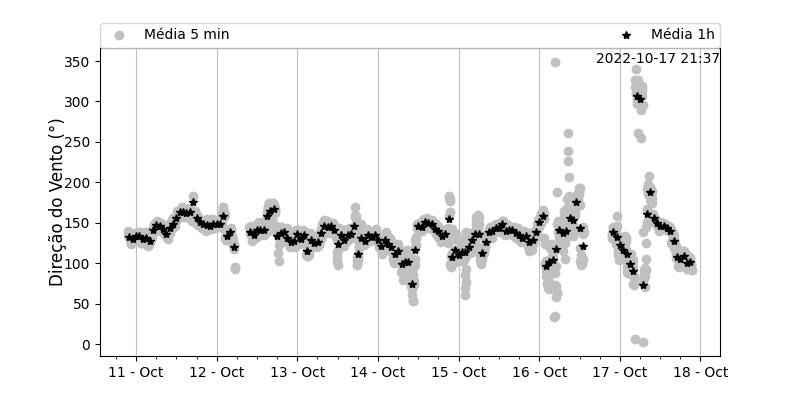 Média 5 min
Média 1h
2022-10-17 21:37
Direção do Vento (°)
350
300
250
200
150
100
50
0
11 - Oct
12 - Oct
13 - Oct
14 - Oct
15 - Oct
16 - Oct
17 - Oct
18 - Oct